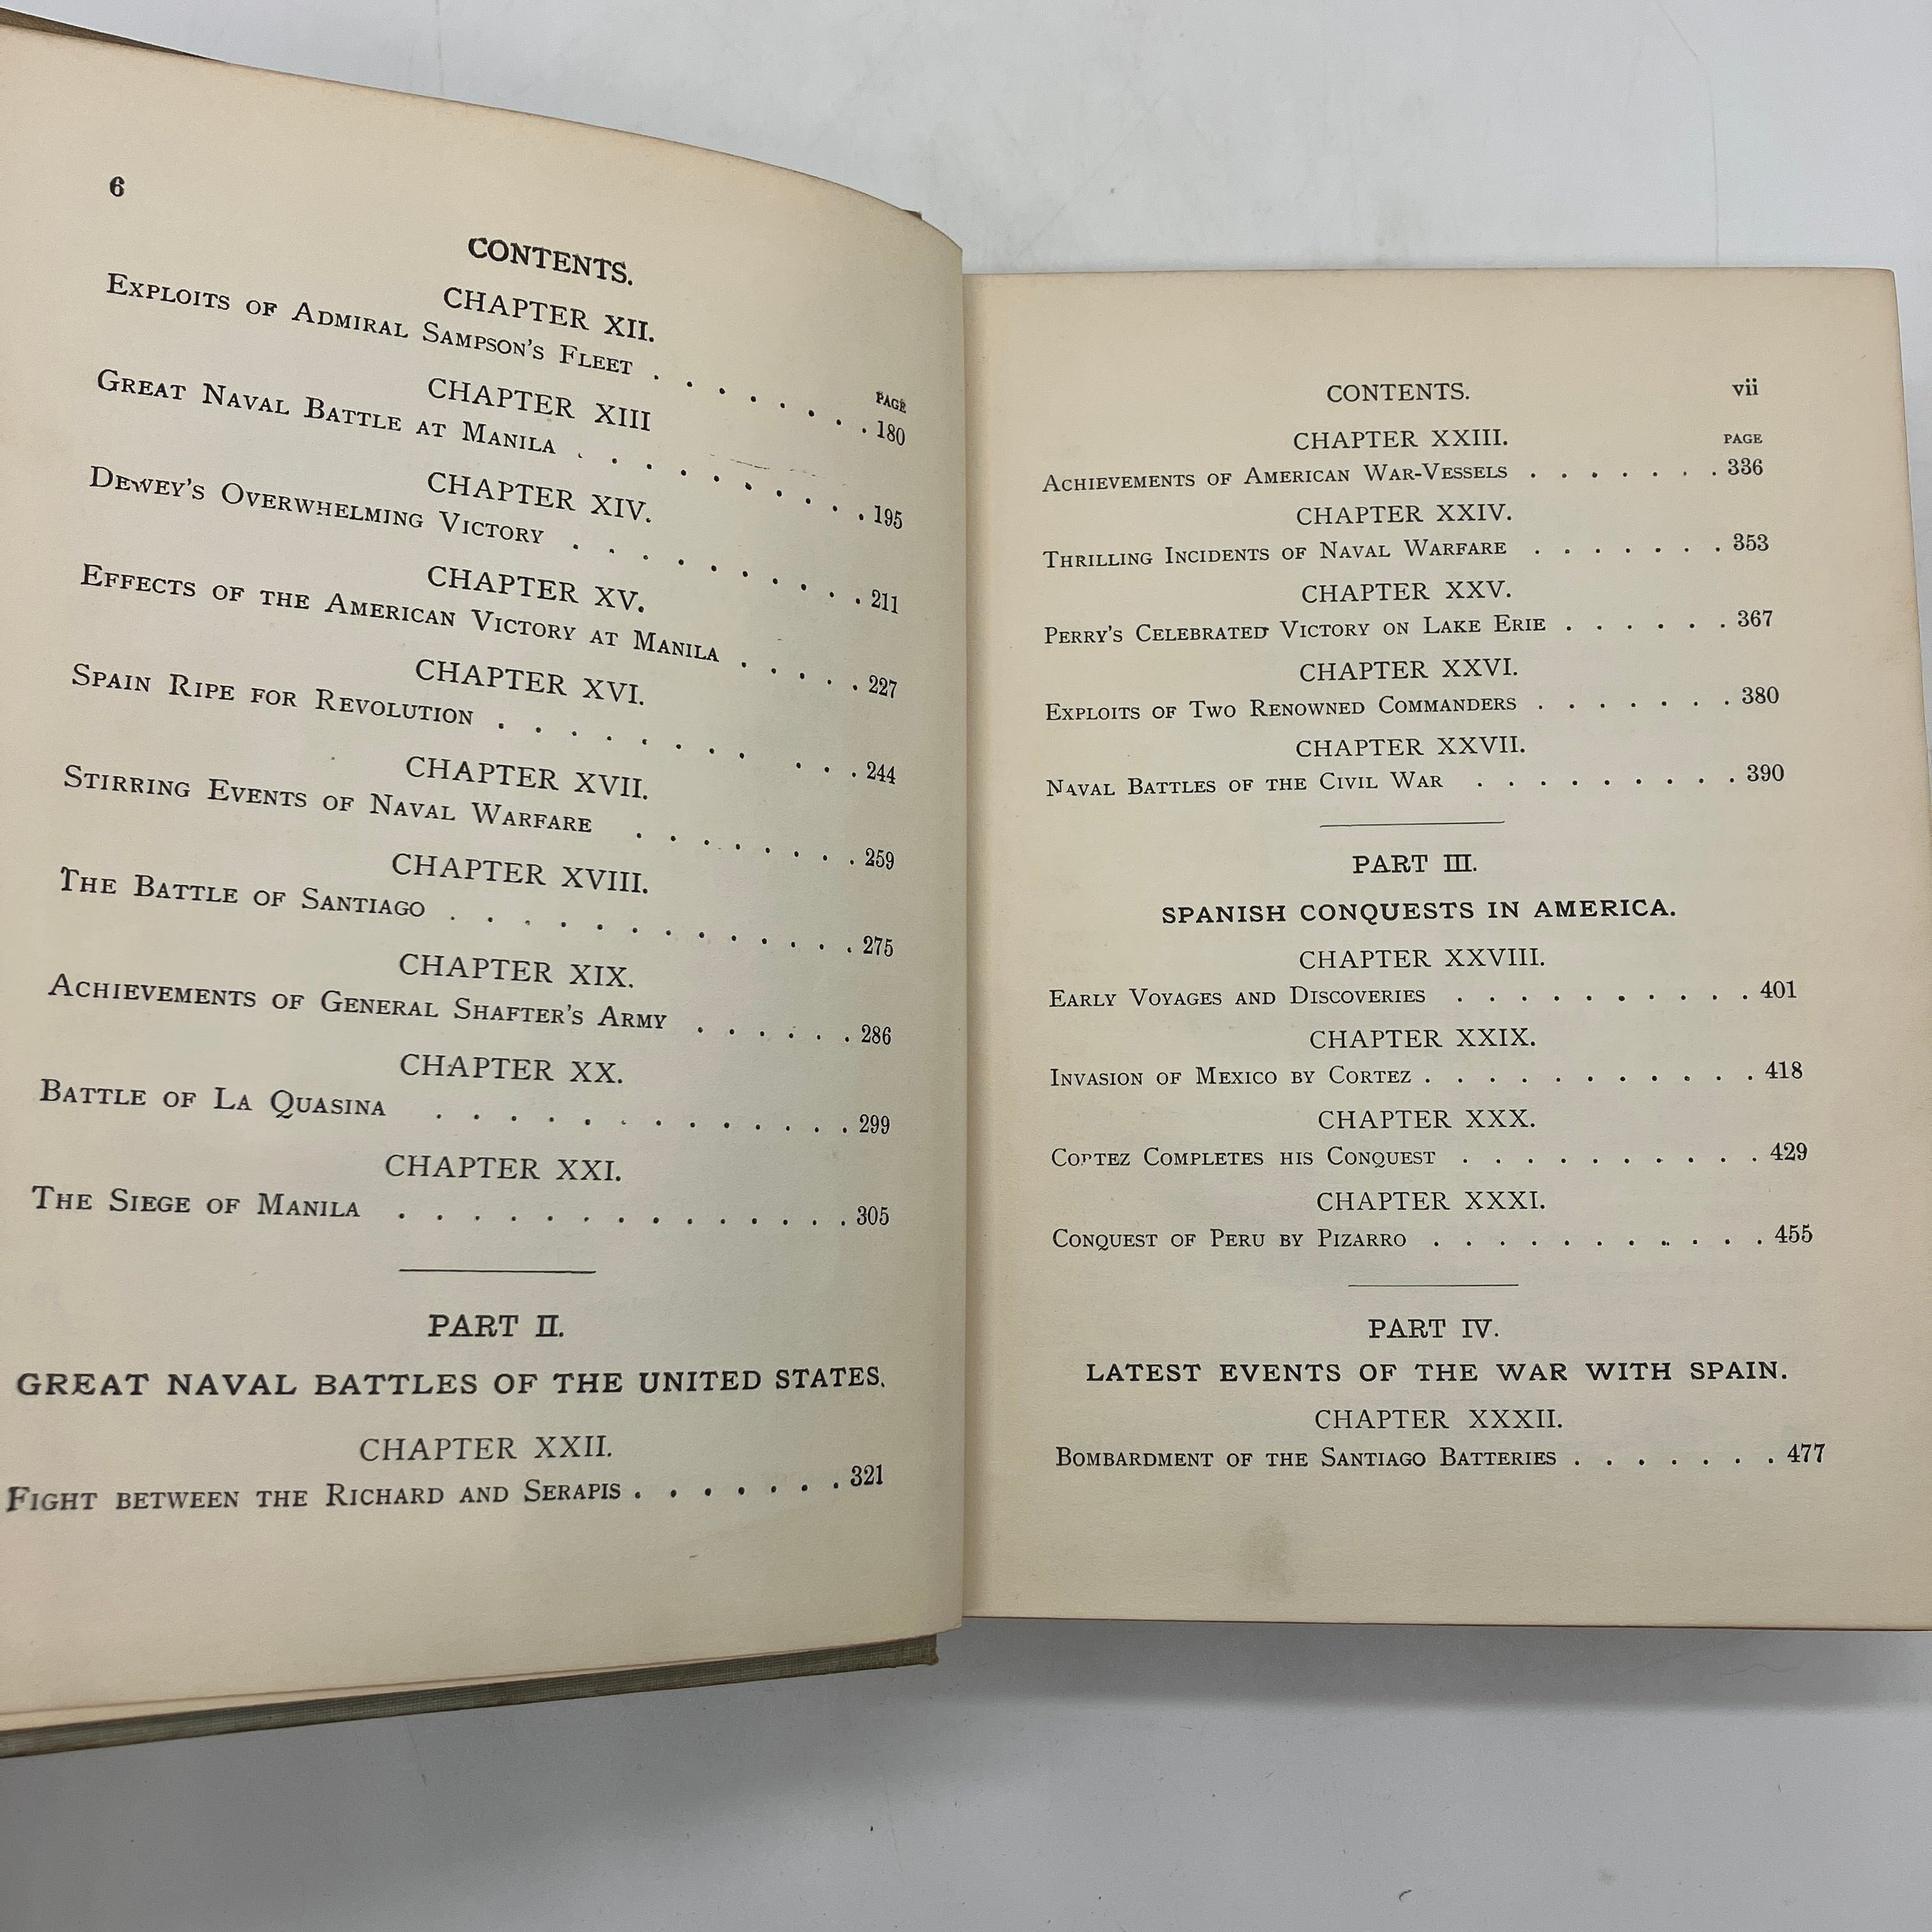 6
CONTENTS.
CHAPTER XII.
PAGE
Exploits of Admiral Sampson's Fleet . . . . . . . . 180
CHAPTER XIII
Great Naval Battle at Manila . . . . . . . . . 195
CHAPTER XIV.
Dewey's Overwhelming Victory . . . . . . . . . 211
CHAPTER XV.
Effects of the American Victory at Manila . . . . 227
CHAPTER XVI.
Spain Ripe for Revolution . . . . . . . . . . . 244
CHAPTER XVII.
Stirring Events of Naval Warfare . . . . . . . 259
CHAPTER XVIII.
The Battle of Santiago . . . . . . . . . . . . 275
CHAPTER XIX.
Achievements of General Shafter's Army . . . . . . 286
CHAPTER XX.
Battle of La Quasina . . . . . . . . . . . . 299
CHAPTER XXI.
The Siege of Manila . . . . . . . . . . . . . 305
PART II.
GREAT NAVAL BATTLES OF THE UNITED STATES.
CHAPTER XXII.
Fight between the Richard and Serapis . . . . . . . 321
CONTENTS. vii
CHAPTER XXIII. PAGE
Achievements of American War-Vessels . . . . . . . 336
CHAPTER XXIV.
Thrilling Incidents of Naval Warfare . . . . . . . 353
CHAPTER XXV.
Perry's Celebrated Victory on Lake Erie . . . . . . 367
CHAPTER XXVI.
Exploits of Two Renowned Commanders . . . . . . . 380
CHAPTER XXVII.
Naval Battles of the Civil War . . . . . . . . . 390
PART III.
SPANISH CONQUESTS IN AMERICA.
CHAPTER XXVIII.
Early Voyages and Discoveries . . . . . . . . . . 401
CHAPTER XXIX.
Invasion of Mexico by Cortez . . . . . . . . . . . 418
CHAPTER XXX.
Cortez Completes his Conquest . . . . . . . . . . 429
CHAPTER XXXI.
Conquest of Peru by Pizarro . . . . . . . . . . . 455
PART IV.
LATEST EVENTS OF THE WAR WITH SPAIN.
CHAPTER XXXII.
Bombardment of the Santiago Batteries . . . . . . . 477